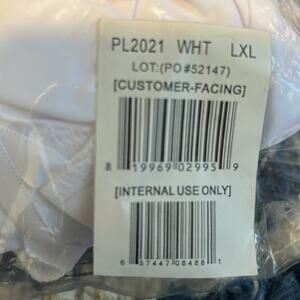 PL2021 WHT LXL
LOT:(PO#52147)
[CUSTOMER-FACING]
8 19969 02995 9
[INTERNAL USE ONLY]
6 57447 08488 1